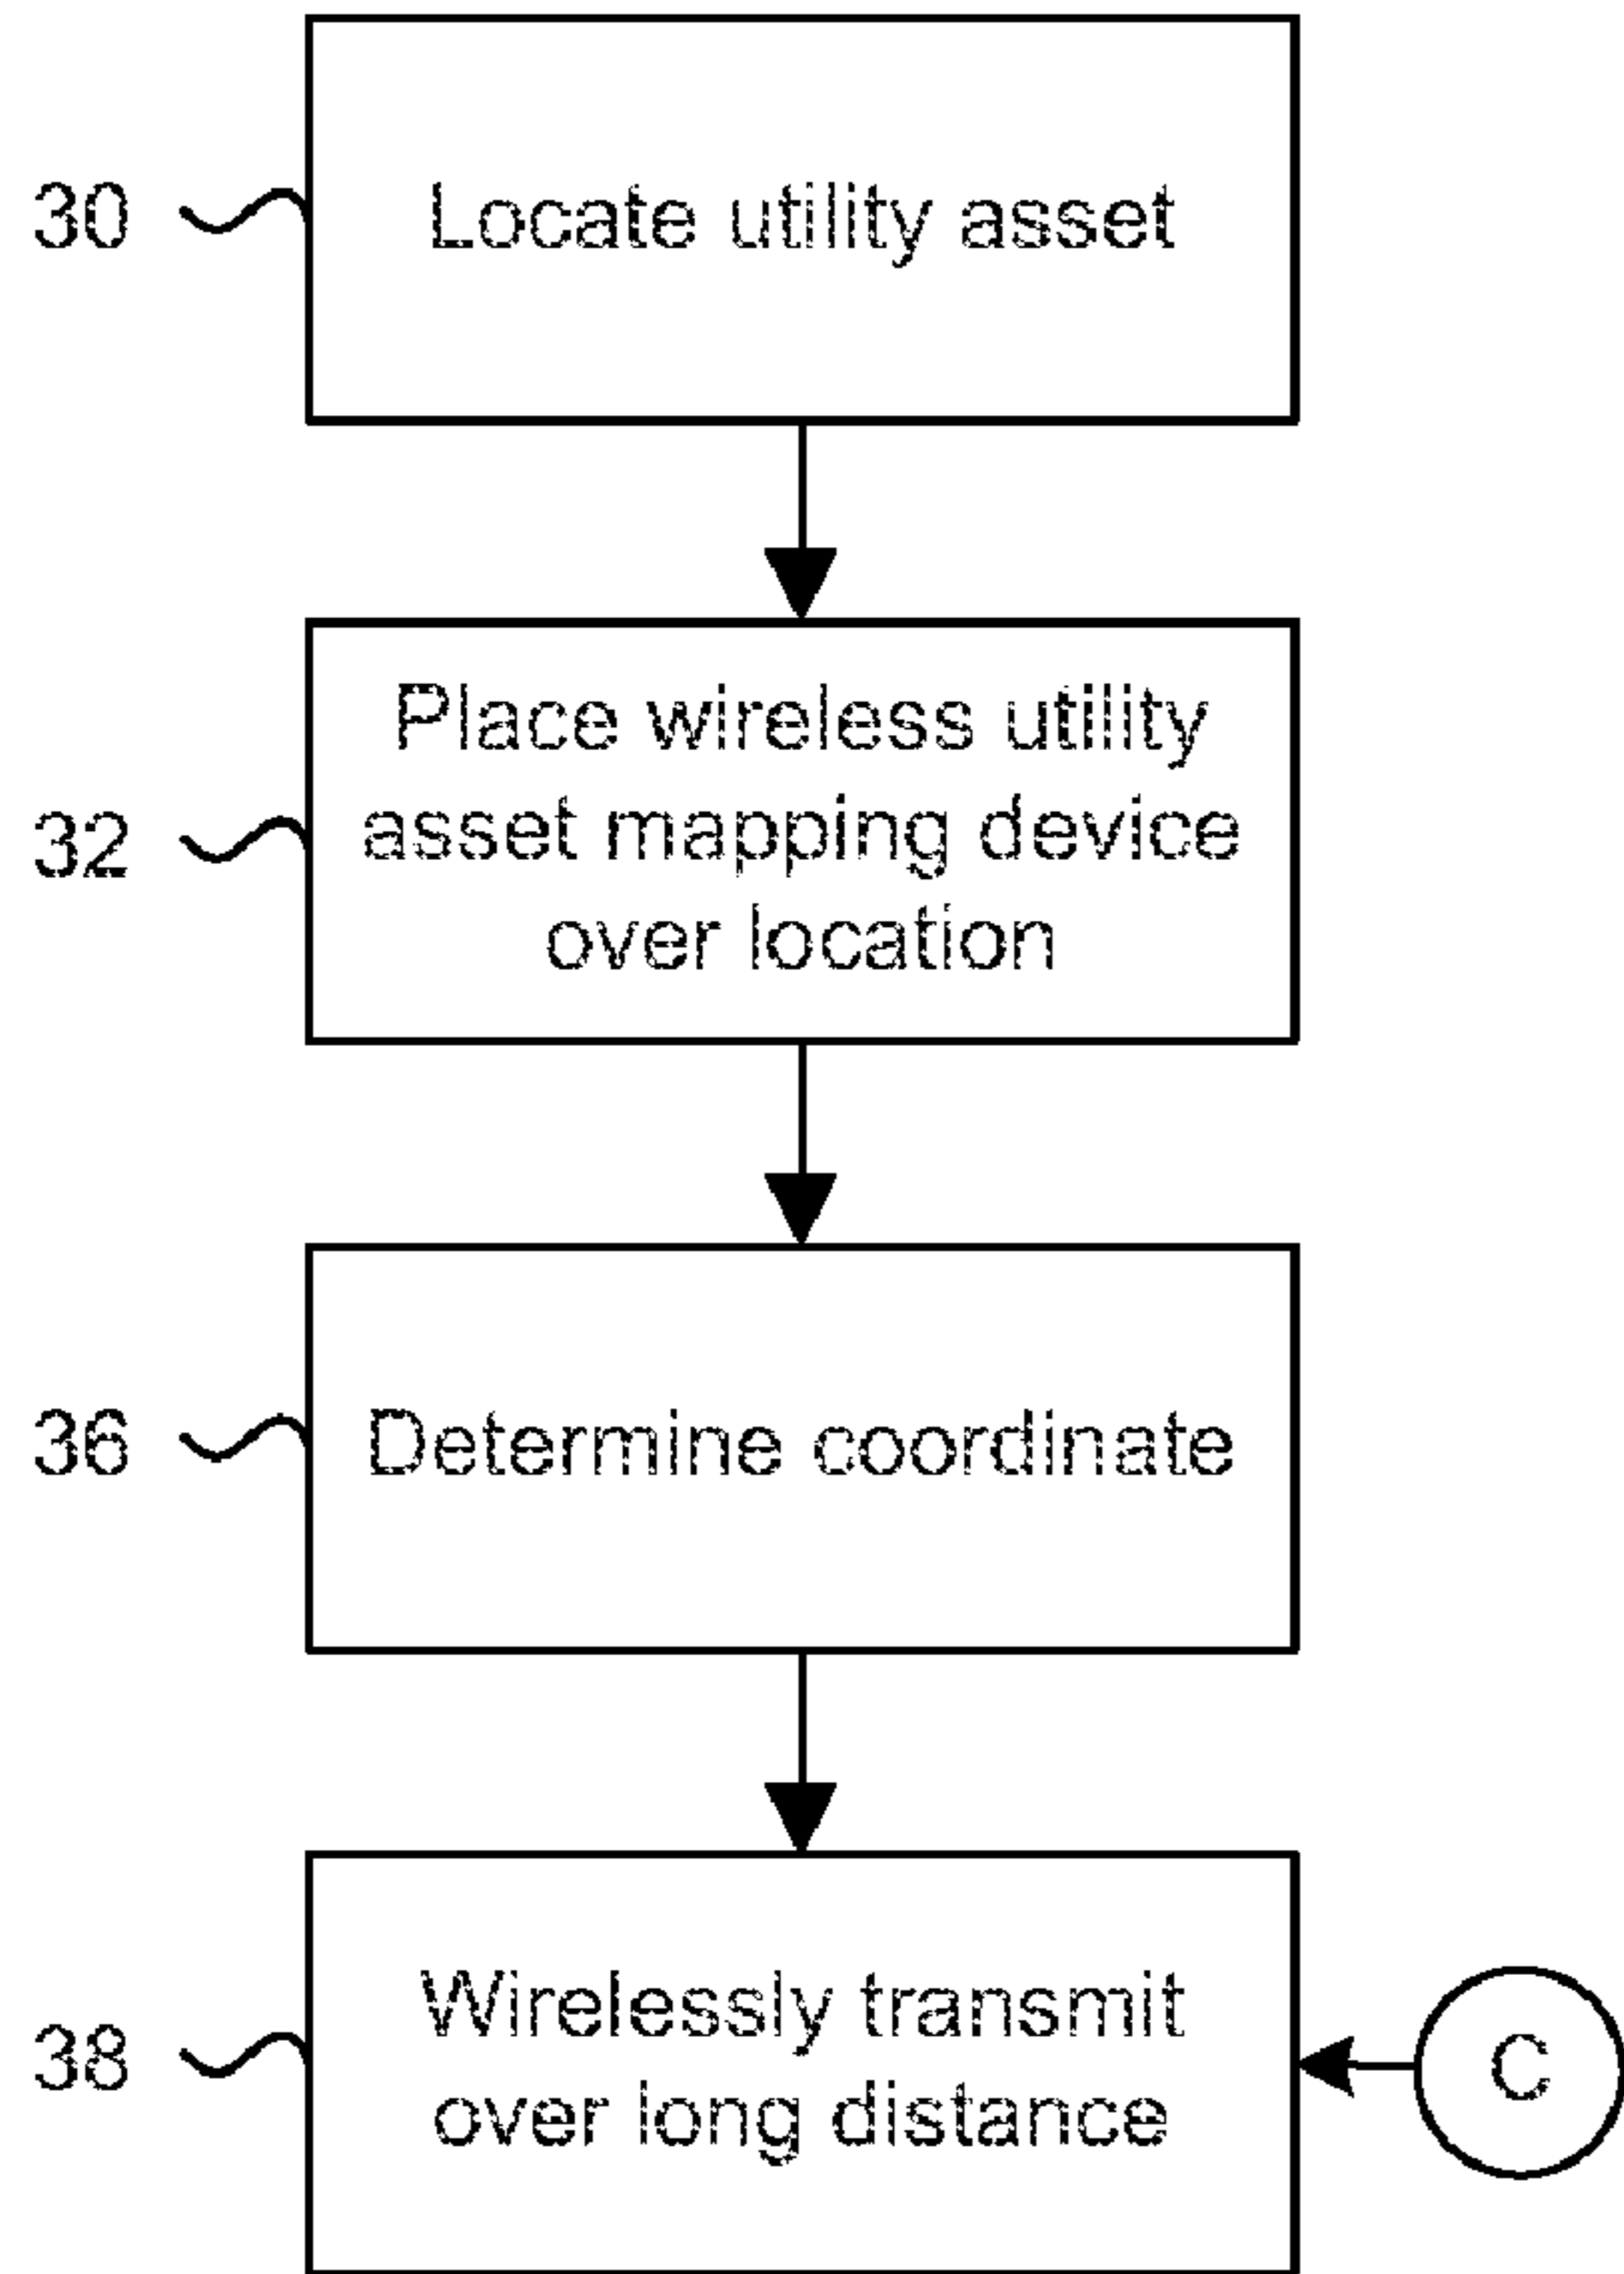 30
Locate utility asset
Place wireless utility
32
asset mapping device
over location
36
Determine coordinate
38
Wirelessly transmit
over long distance
C